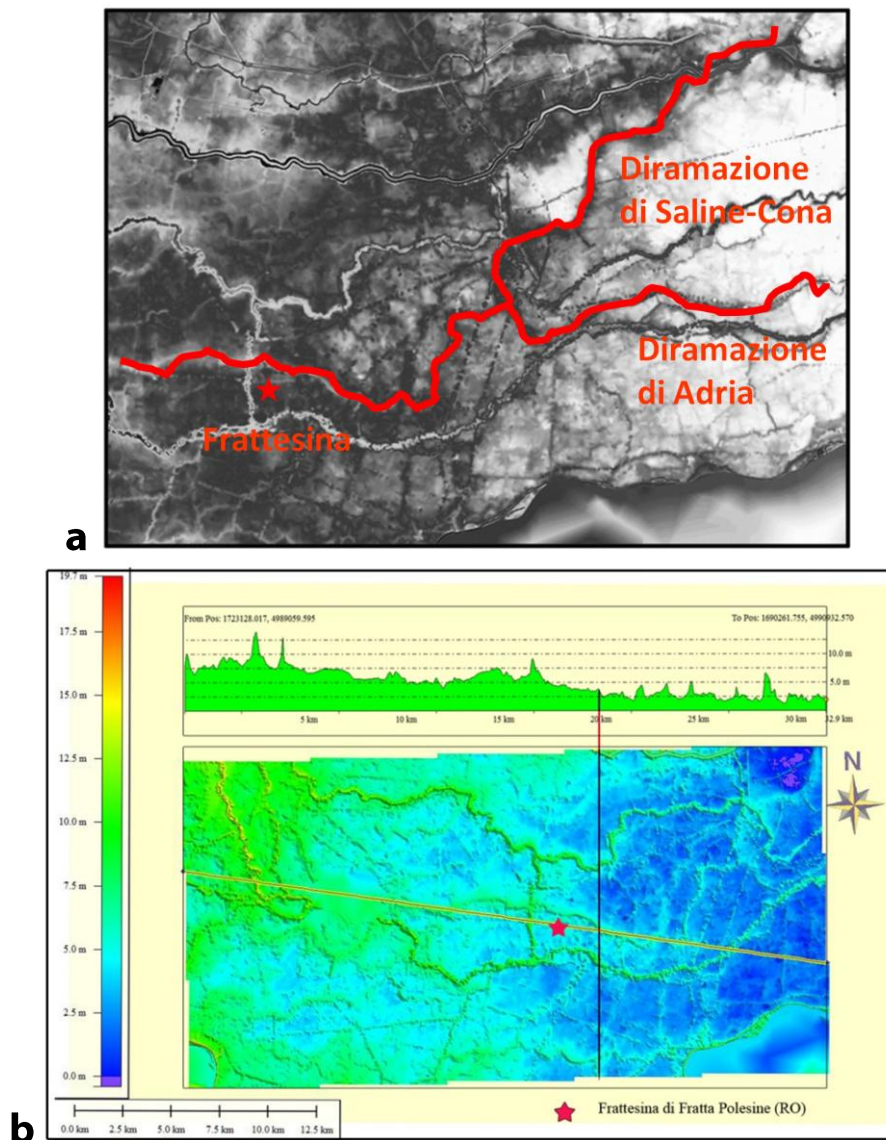 Diramazione
di Saline-Cona
Diramazione
di Adria
Frattesina
a
19.7 m
17.5 m
15.0 m
12.5 m
10.0 m
7.5 m
5.0 m
2.5 m
0.0 m
From Pos: 1723128.017, 4989059.595
To Pos: 1690261.755, 4990932.570
10.0 m
5.0 m
5 km
10 km
15 km
20 km
25 km
30 km
32.9 km
N
0.0 km
2.5 km
5.0 km
7.5 km
10.0 km
12.5 km
Frattesina di Fratta Polesine (RO)
b